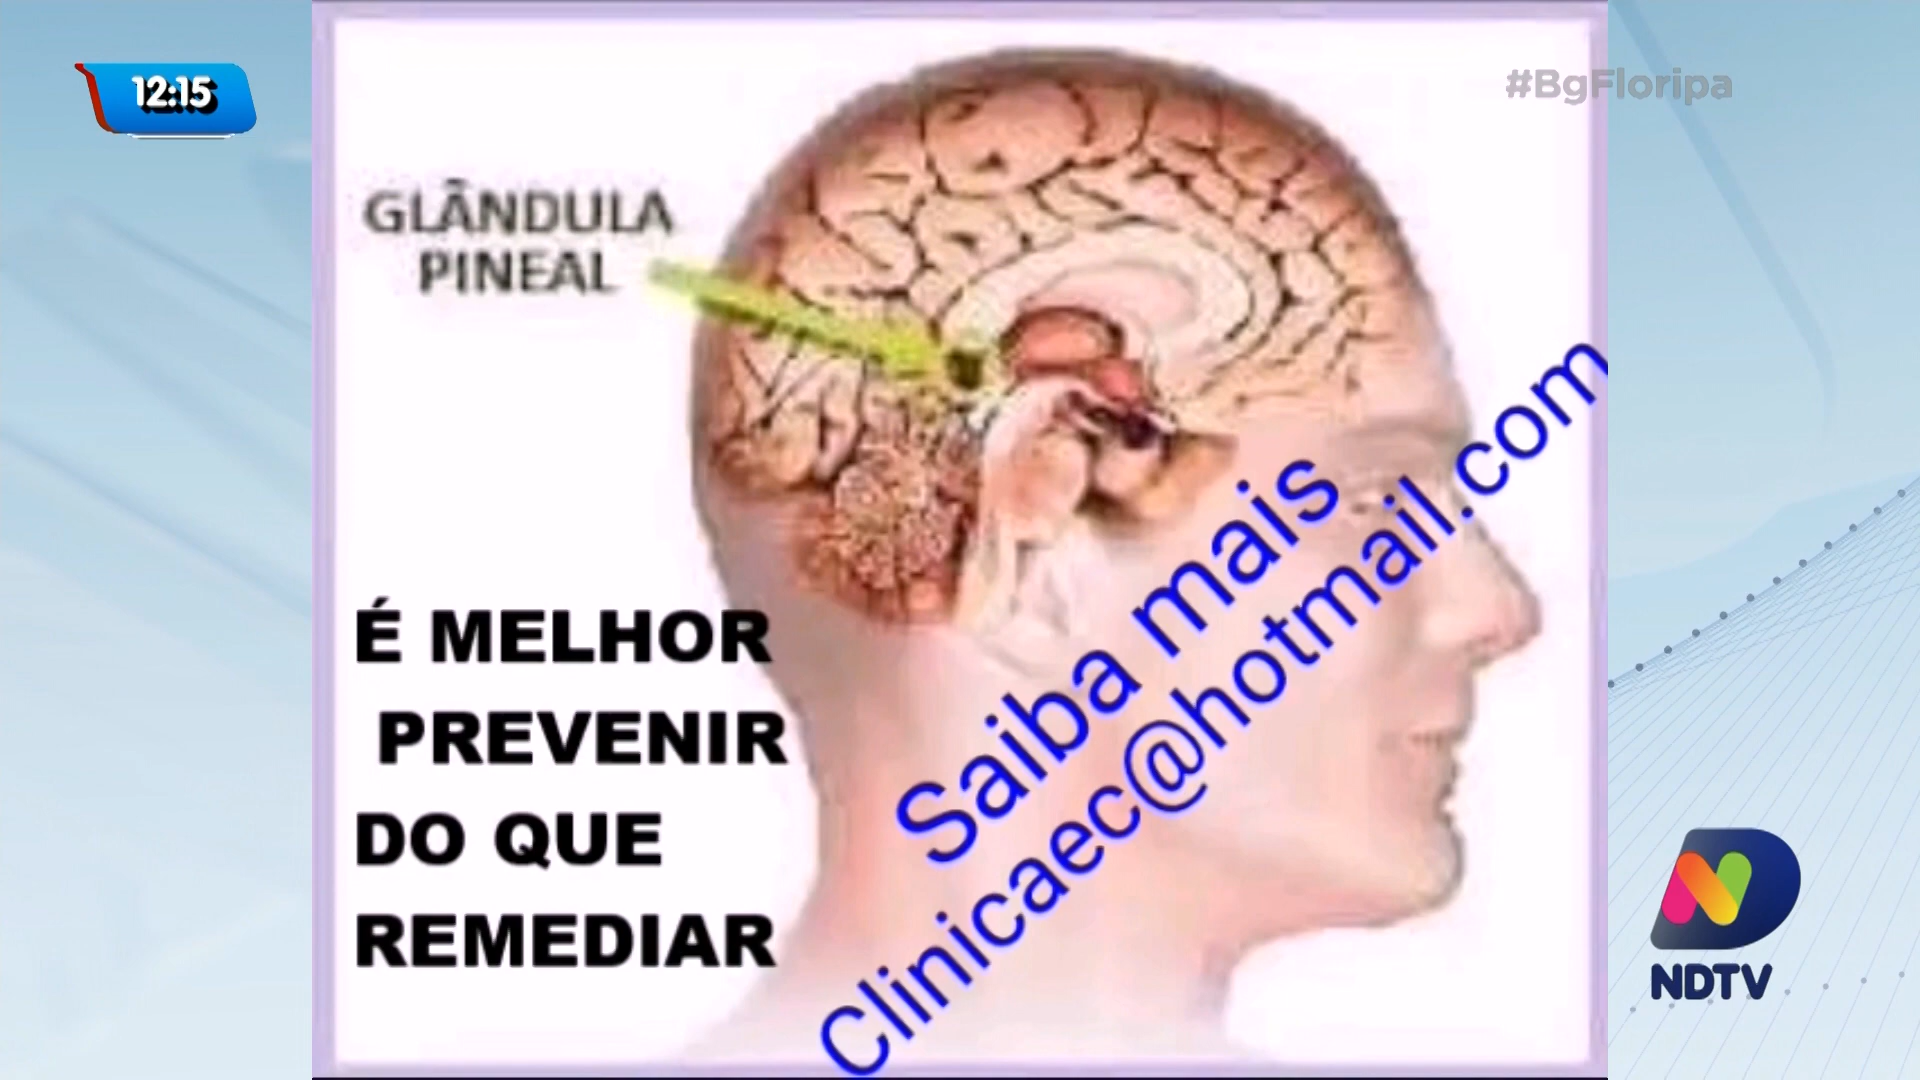 12:15
#BgFloripa
GLÂNDULA
PINEAL
É MELHOR
PREVENIR
DO QUE
REMEDIAR
Saiba mais
Clinicaec@hotmail.com
NDTV